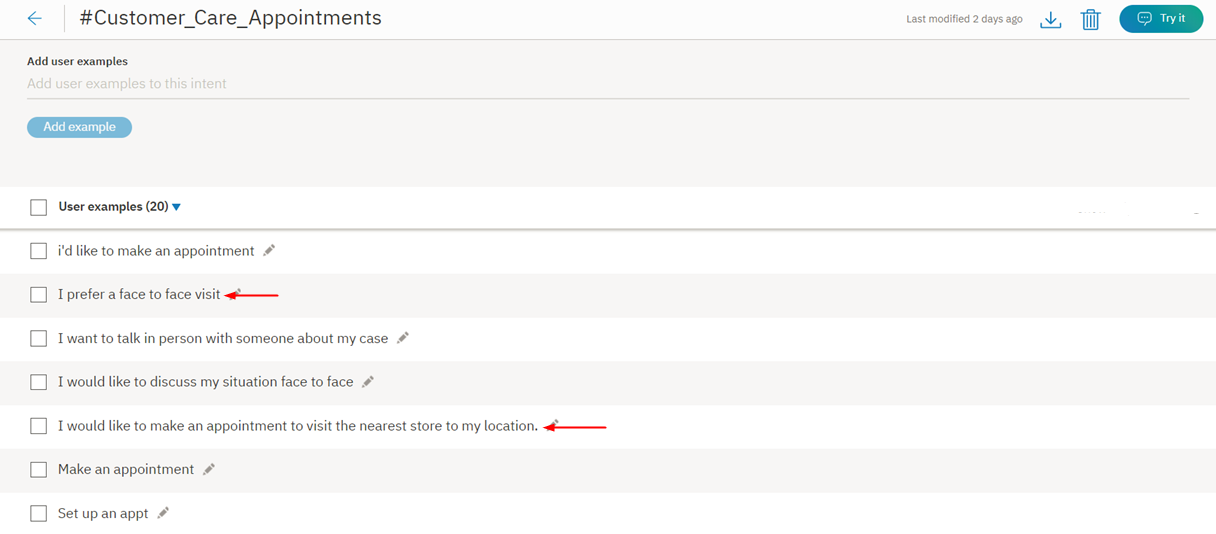 #Customer_Care_Appointments
Last modified 2 days ago
Try it
Add user examples
Add user examples to this intent
Add example
User examples (20)
i'd like to make an appointment
I prefer a face to face visit
I want to talk in person with someone about my case
I would like to discuss my situation face to face
I would like to make an appointment to visit the nearest store to my location.
Make an appointment
Set up an appt